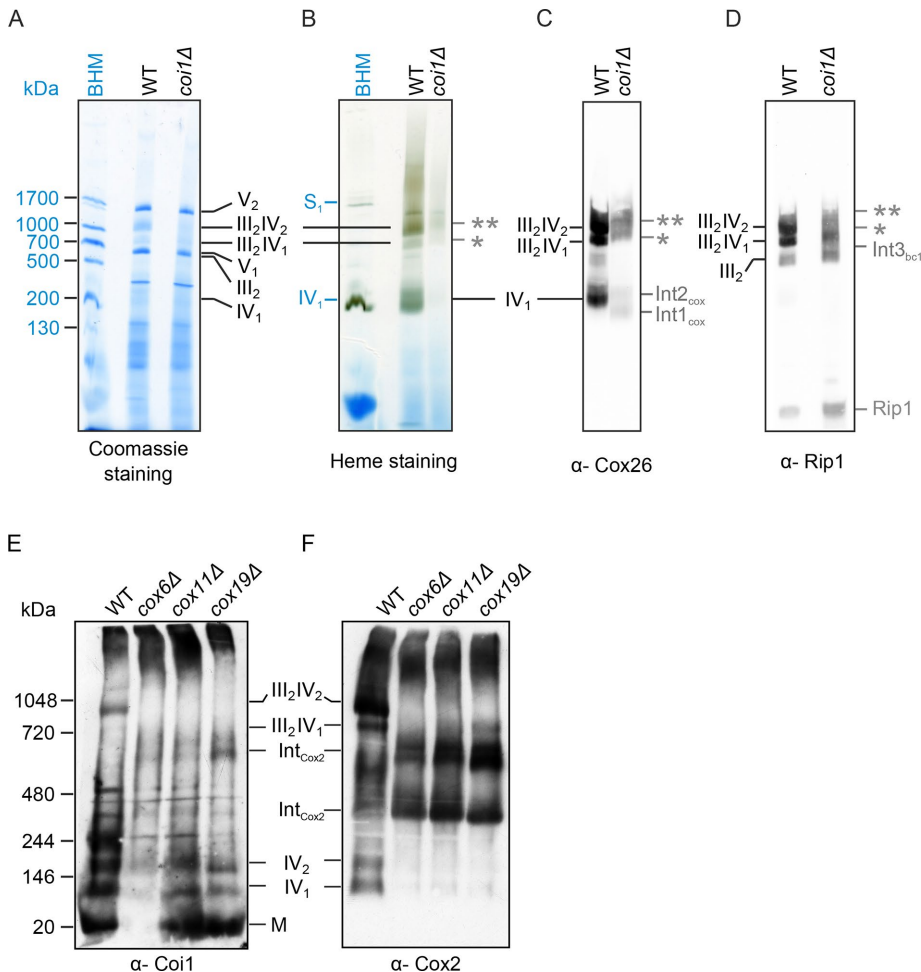 A
B
C
D
kDa
BHM
WT
coi1Δ
BHM
WT
coi1Δ
WT
coi1Δ
WT
coi1Δ
1700
1000
700
500
200
130
V2
III2IV2
III2IV1
V1
III2
IV1
S1
IV1
**
*
III2IV2
III2IV1
IV1
**
*
Int2cox
Int1cox
III2IV2
III2IV1
III2
**
*
Int3bc1
Rip1
Coomassie
staining
Heme staining
α- Cox26
α- Rip1
E
F
kDa
WT
cox6Δ
cox11Δ
cox19Δ
WT
cox6Δ
cox11Δ
cox19Δ
1048
720
480
244
146
20
III2IV2
III2IV1
IntCox2
IntCox2
IV2
IV1
M
α- Coi1
α- Cox2